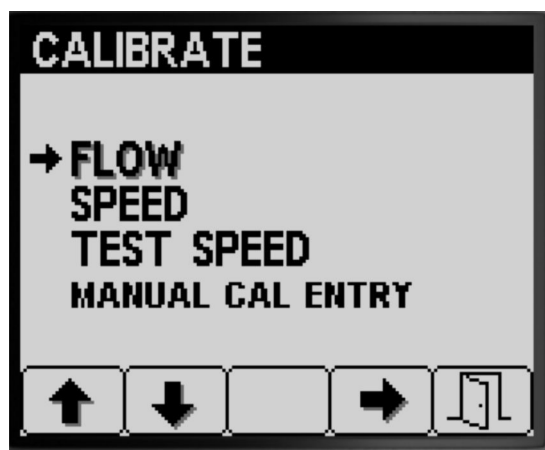 CALIBRATE
FLOW
SPEED
TEST SPEED
MANUAL CAL ENTRY